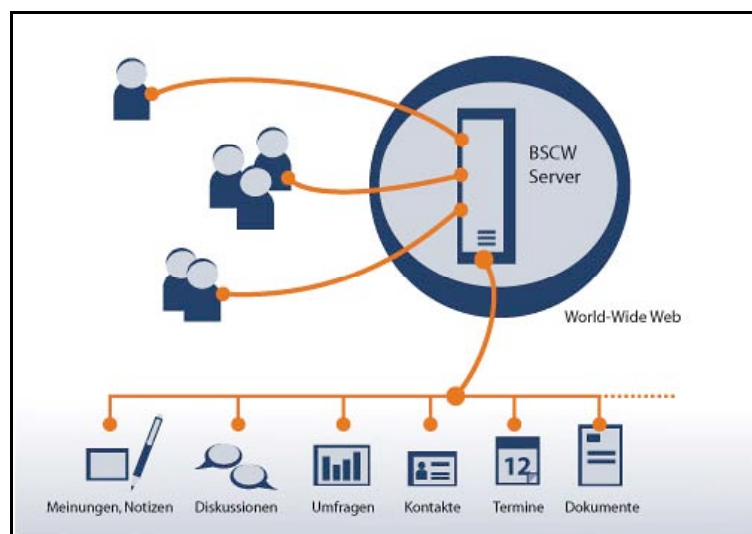 BSCW
Server
World-Wide Web
12
Meinungen, Notizen
Diskussionen
Umfragen
Kontakte
Termine
Dokumente